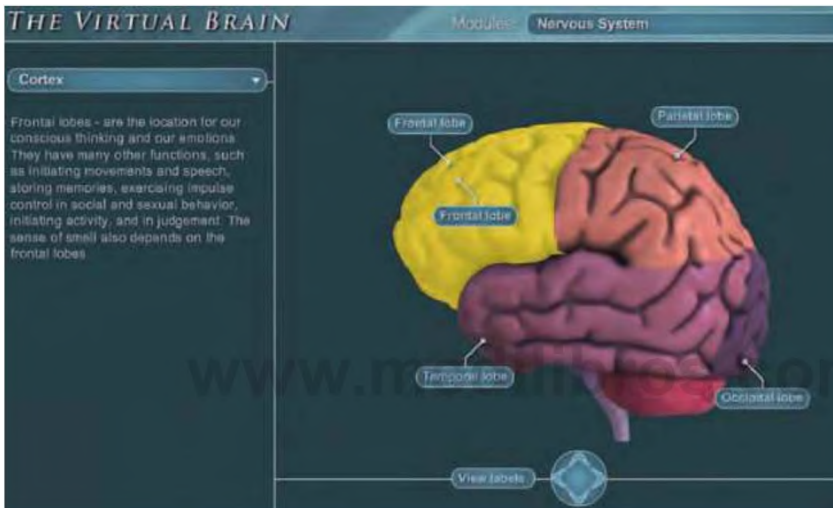 THE VIRTUAL BRAIN
Modules: Nervous System
Cortex
Frontal lobes - are the location for our
conscious thinking and our emotions
They have many other functions, such
as initiating movements and speech,
storing memories, exercising impulse
control in social and sexual behavior,
initiating activity, and in judgement. The
sense of smell also depends on the
frontal lobes
Frontal lobe
Parietal lobe
Frontal lobe
Temporal lobe
Occipital lobe
View labels